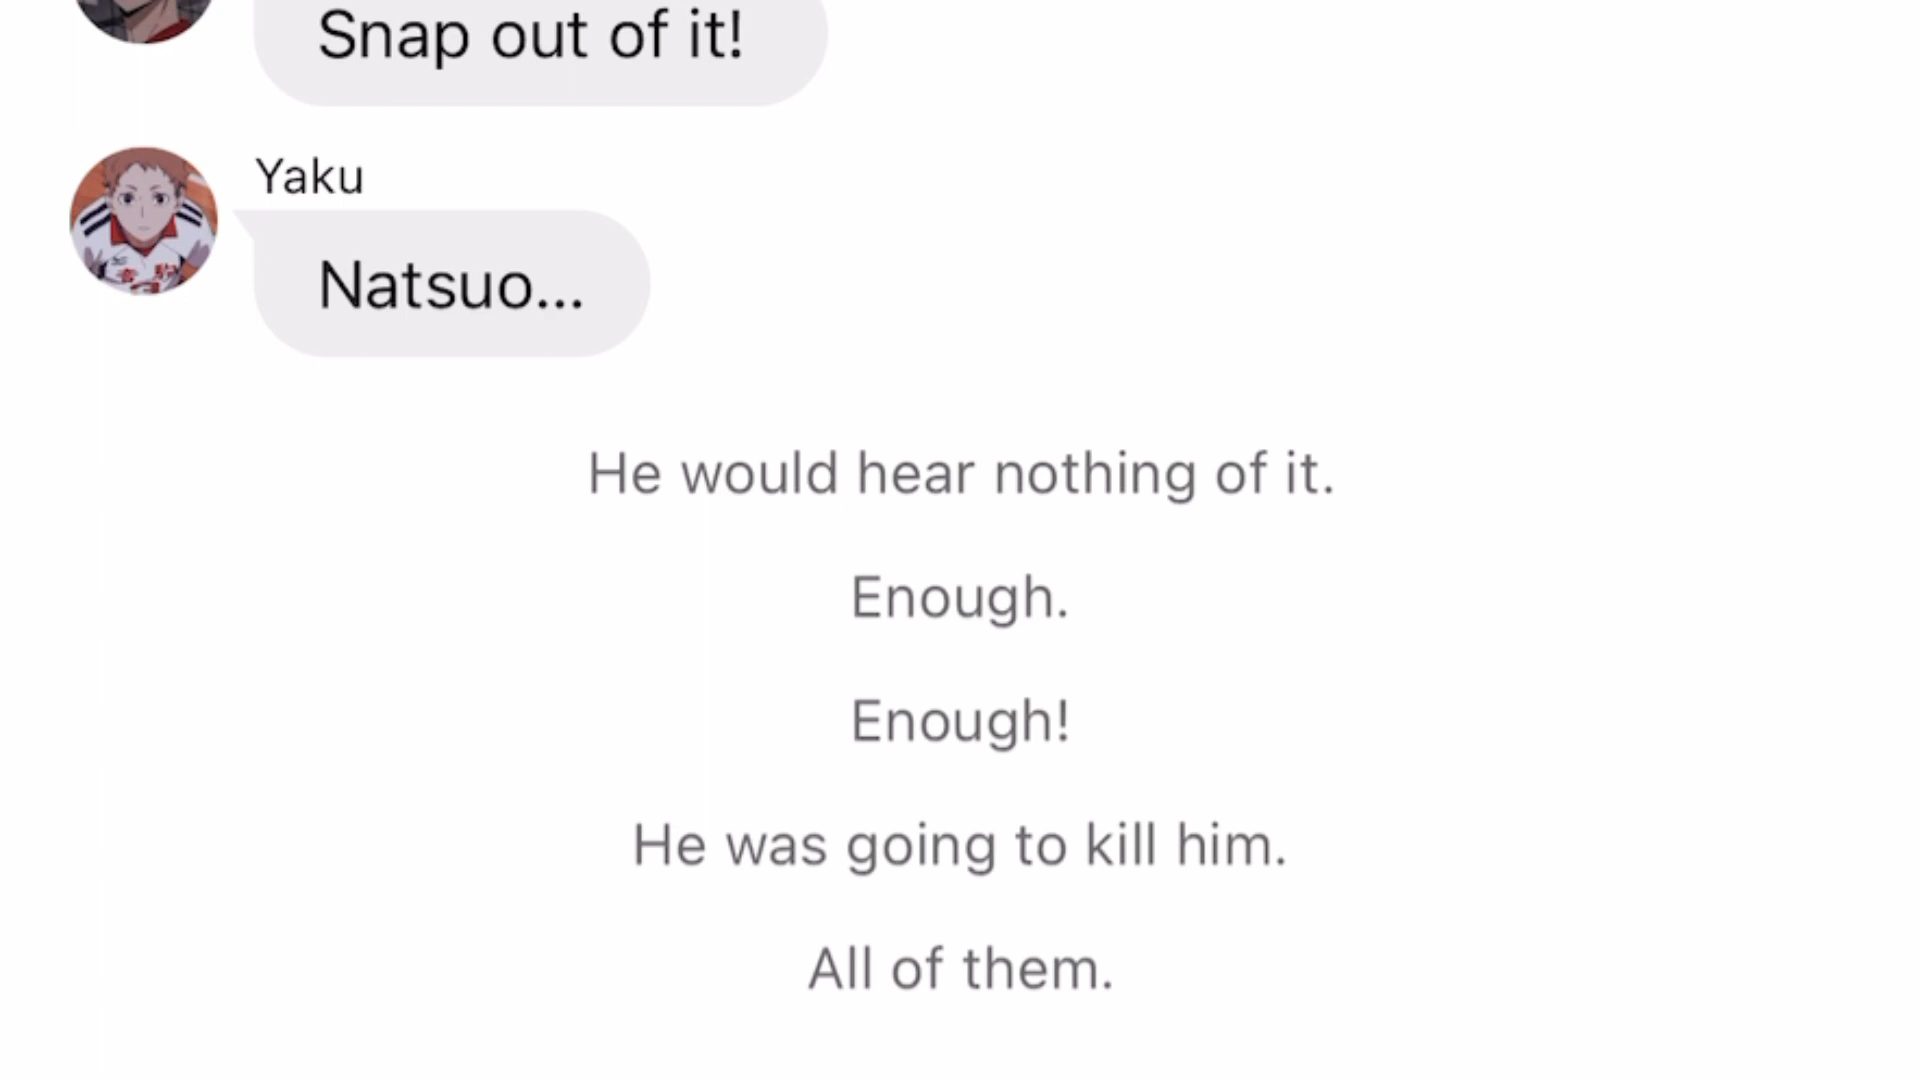 Snap out of it!
Yaku
Natsuo...
He would hear nothing of it.
Enough.
Enough!
He was going to kill him.
All of them.